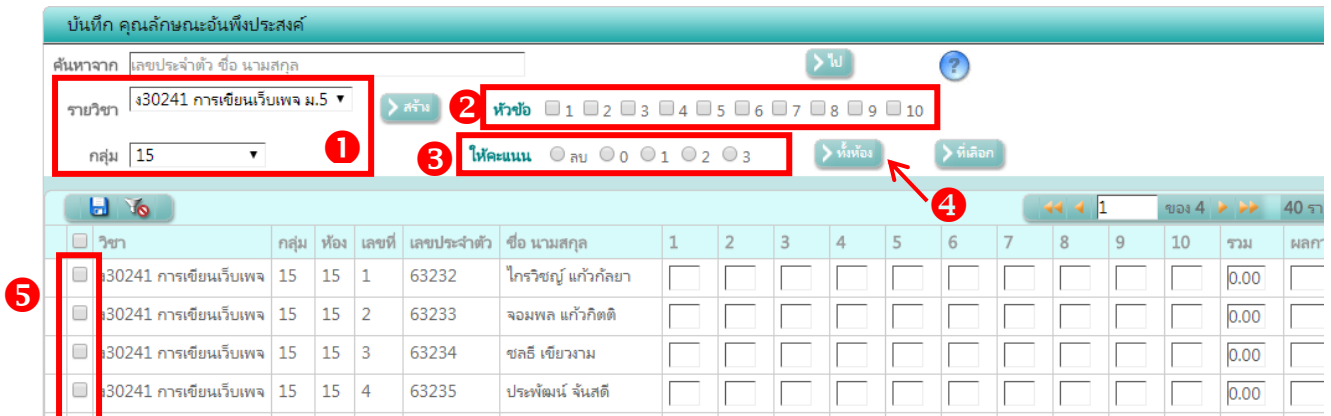 บันทึก คุณลักษณะอันพึงประสงค์
ค้นหาจาก เลขประจำตัว ชื่อ นามสกุล ไป ?
รายวิชา ง30241 การเขียนเว็บเพจ ม.5 สร้าง 2 หัวข้อ 1 2 3 4 5 6 7 8 9 10
กลุ่ม 15 1 3 ให้คะแนน ลบ 0 1 2 3 ทั้งห้อง ที่เลือก
4
1 ของ 4 40
วิชา กลุ่ม ห้อง เลขที่ เลขประจำตัว ชื่อ นามสกุล 1 2 3 4 5 6 7 8 9 10 รวม
5 ง30241 การเขียนเว็บเพจ 15 15 1 63232 ไกรวิชญ์ แก้วกัลยา 0.00
ง30241 การเขียนเว็บเพจ 15 15 2 63233 จอมพล แก้วกิตติ 0.00
ง30241 การเขียนเว็บเพจ 15 15 3 63234 ชลธี เขียวงาม 0.00
ง30241 การเขียนเว็บเพจ 15 15 4 63235 ประพัฒน์ จันสดี 0.00